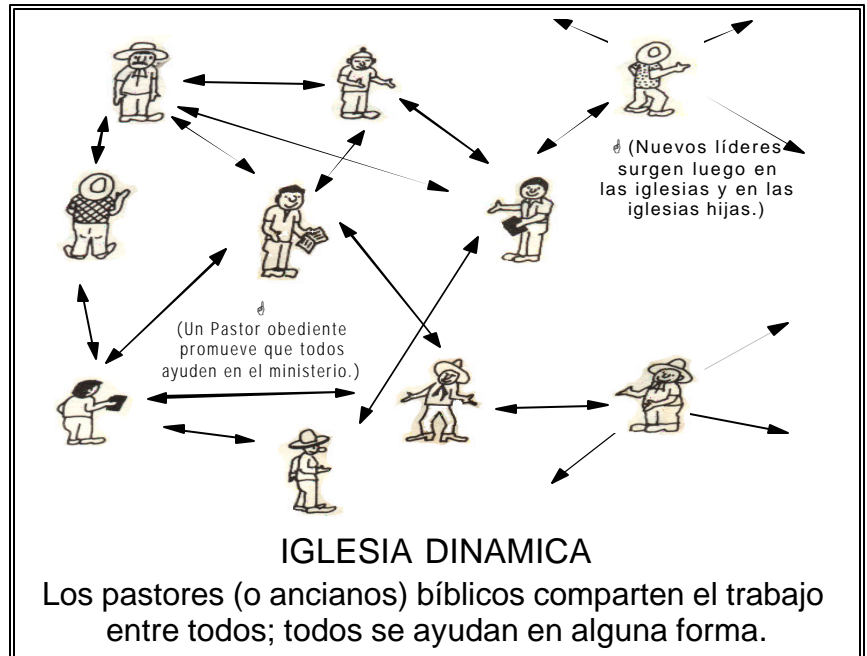 (Nuevos líderes
surgen luego en
las iglesias y en las
iglesias hijas.)
(Un Pastor obediente
promueve que todos
ayuden en el ministerio.)
IGLESIA DINAMICA
Los pastores (o ancianos) bíblicos comparten el trabajo
entre todos; todos se ayudan en alguna forma.